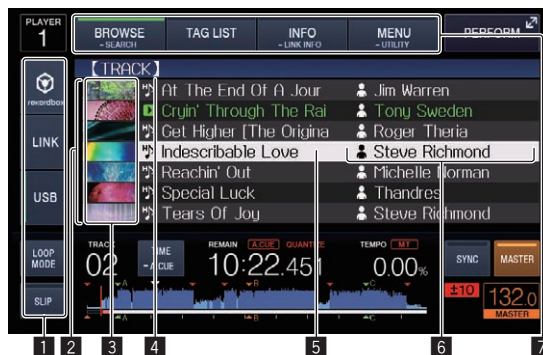 PLAYER
1
BROWSE
- SEARCH
TAG LIST
INFO
- LINK INFO
MENU
- UTILITY
PERFORM
rekordbox
LINK
USB
LOOP
MODE
SLIP
【TRACK】
At The End Of A Jour Jim Warren
Cryin' Through The Rai Tony Sweden
Get Higher [The Origina Roger Theria
Indescribable Love Steve Richmond
Reachin' Out Michelle Norman
Special Luck Thandres
Tears Of Joy Steve Richmond
TRACK
02
TIME
- A.CUE
REMAIN A.CUE QUANTIZE
10:22.451
TEMPO MT
0.00%
SYNC
MASTER
A B C
A B C
±10
132.0
MASTER
1 2 3 4 5 6 7